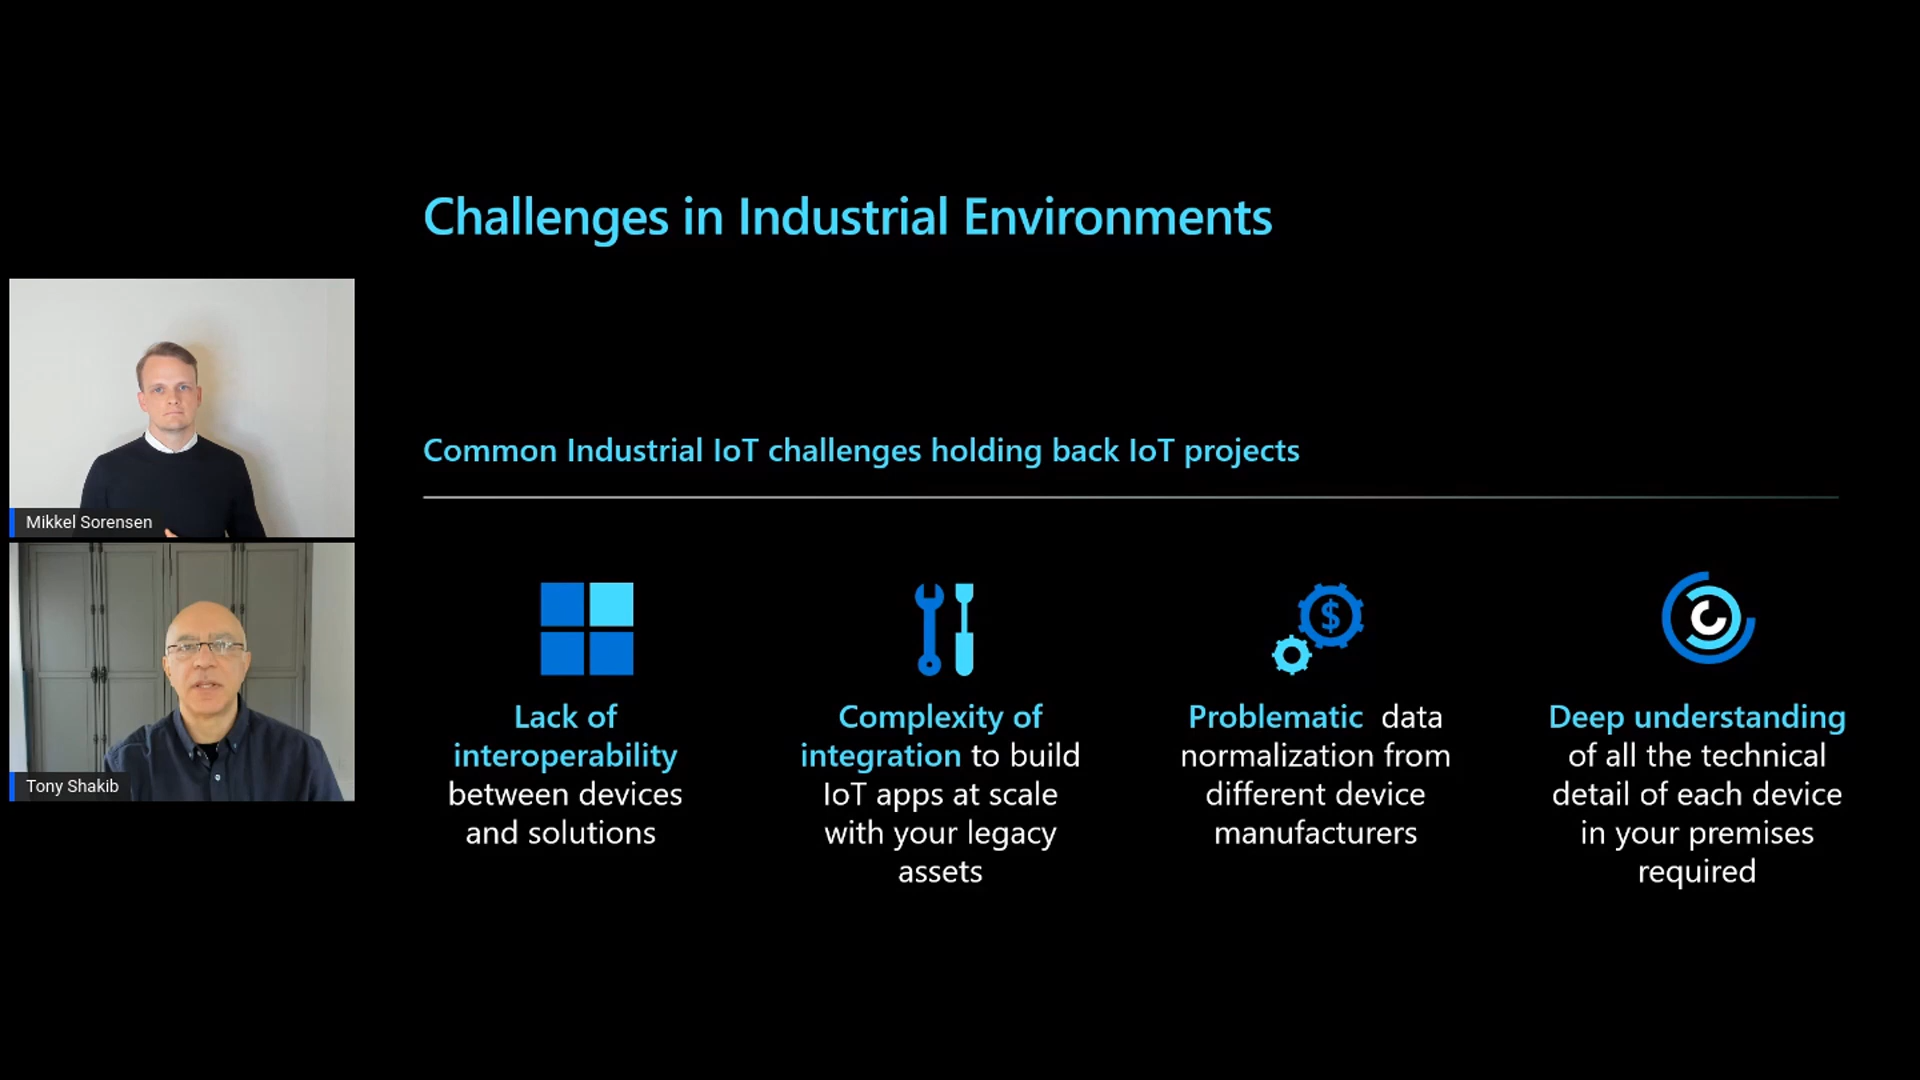 Challenges in Industrial Environments
Mikkel Sorensen
Tony Shakib
Common Industrial IoT challenges holding back IoT projects
Lack of
interoperability
between devices
and solutions
Complexity of
integration to build
IoT apps at scale
with your legacy
assets
$
Problematic data
normalization from
different device
manufacturers
Deep understanding
of all the technical
detail of each device
in your premises
required